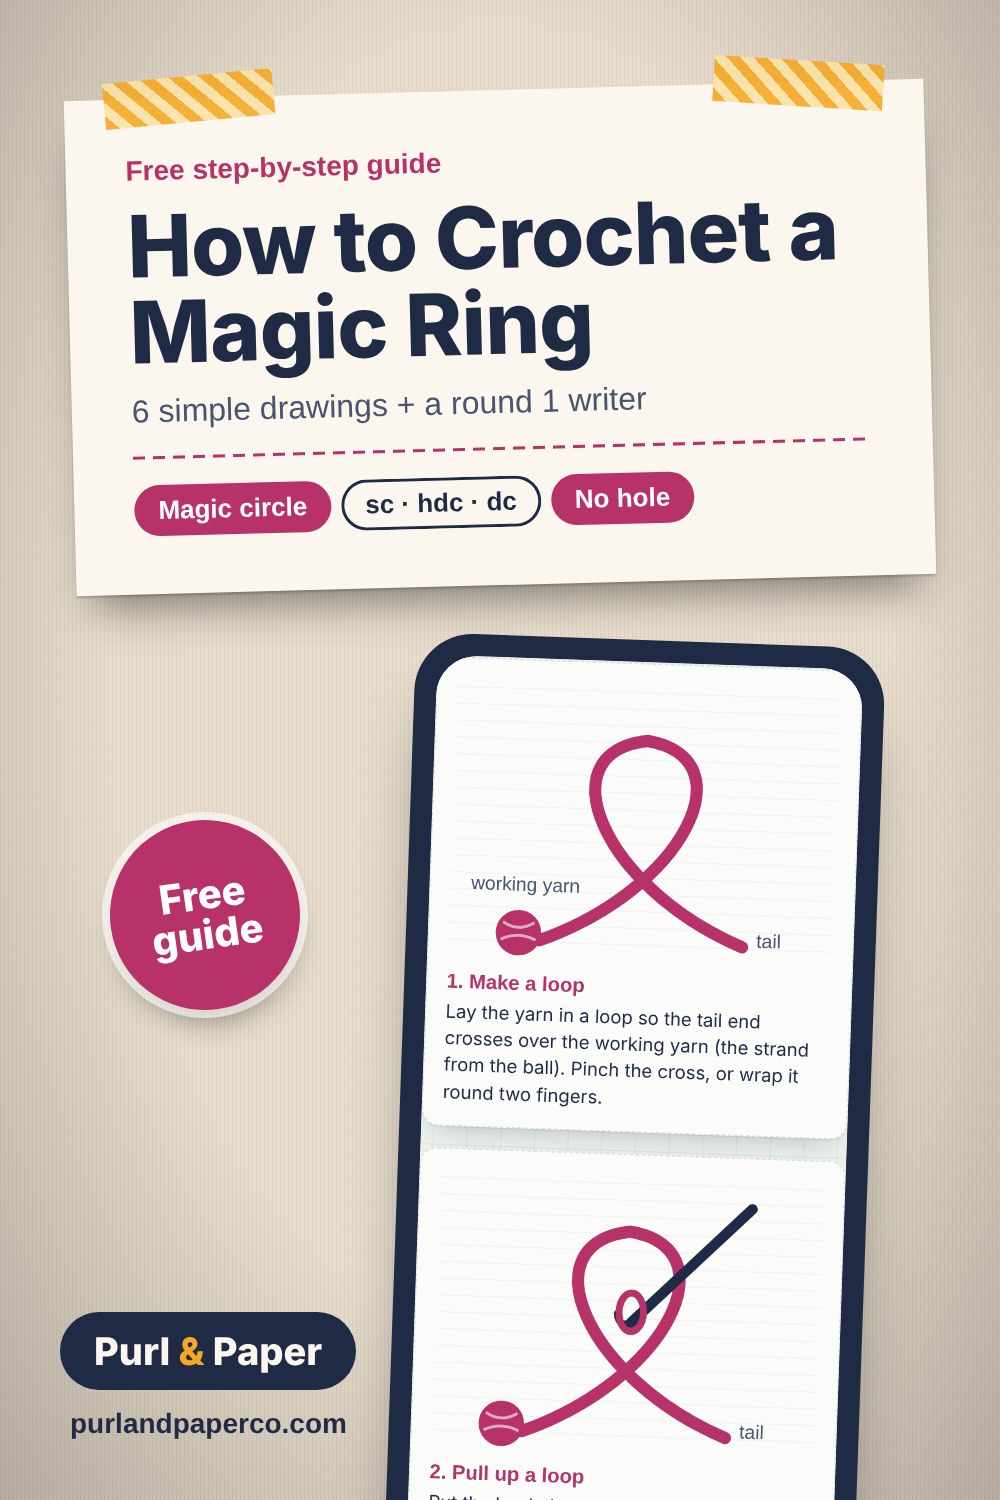 Free step-by-step guide
How to Crochet a
Magic Ring
6 simple drawings + a round 1 writer
Magic circle
sc · hdc · dc
No hole
working yarn
tail
1. Make a loop
Lay the yarn in a loop so the tail end
crosses over the working yarn (the strand
from the ball). Pinch the cross, or wrap it
round two fingers.
Free
guide
tail
2. Pull up a loop
Purl & Paper
purlandpaperco.com